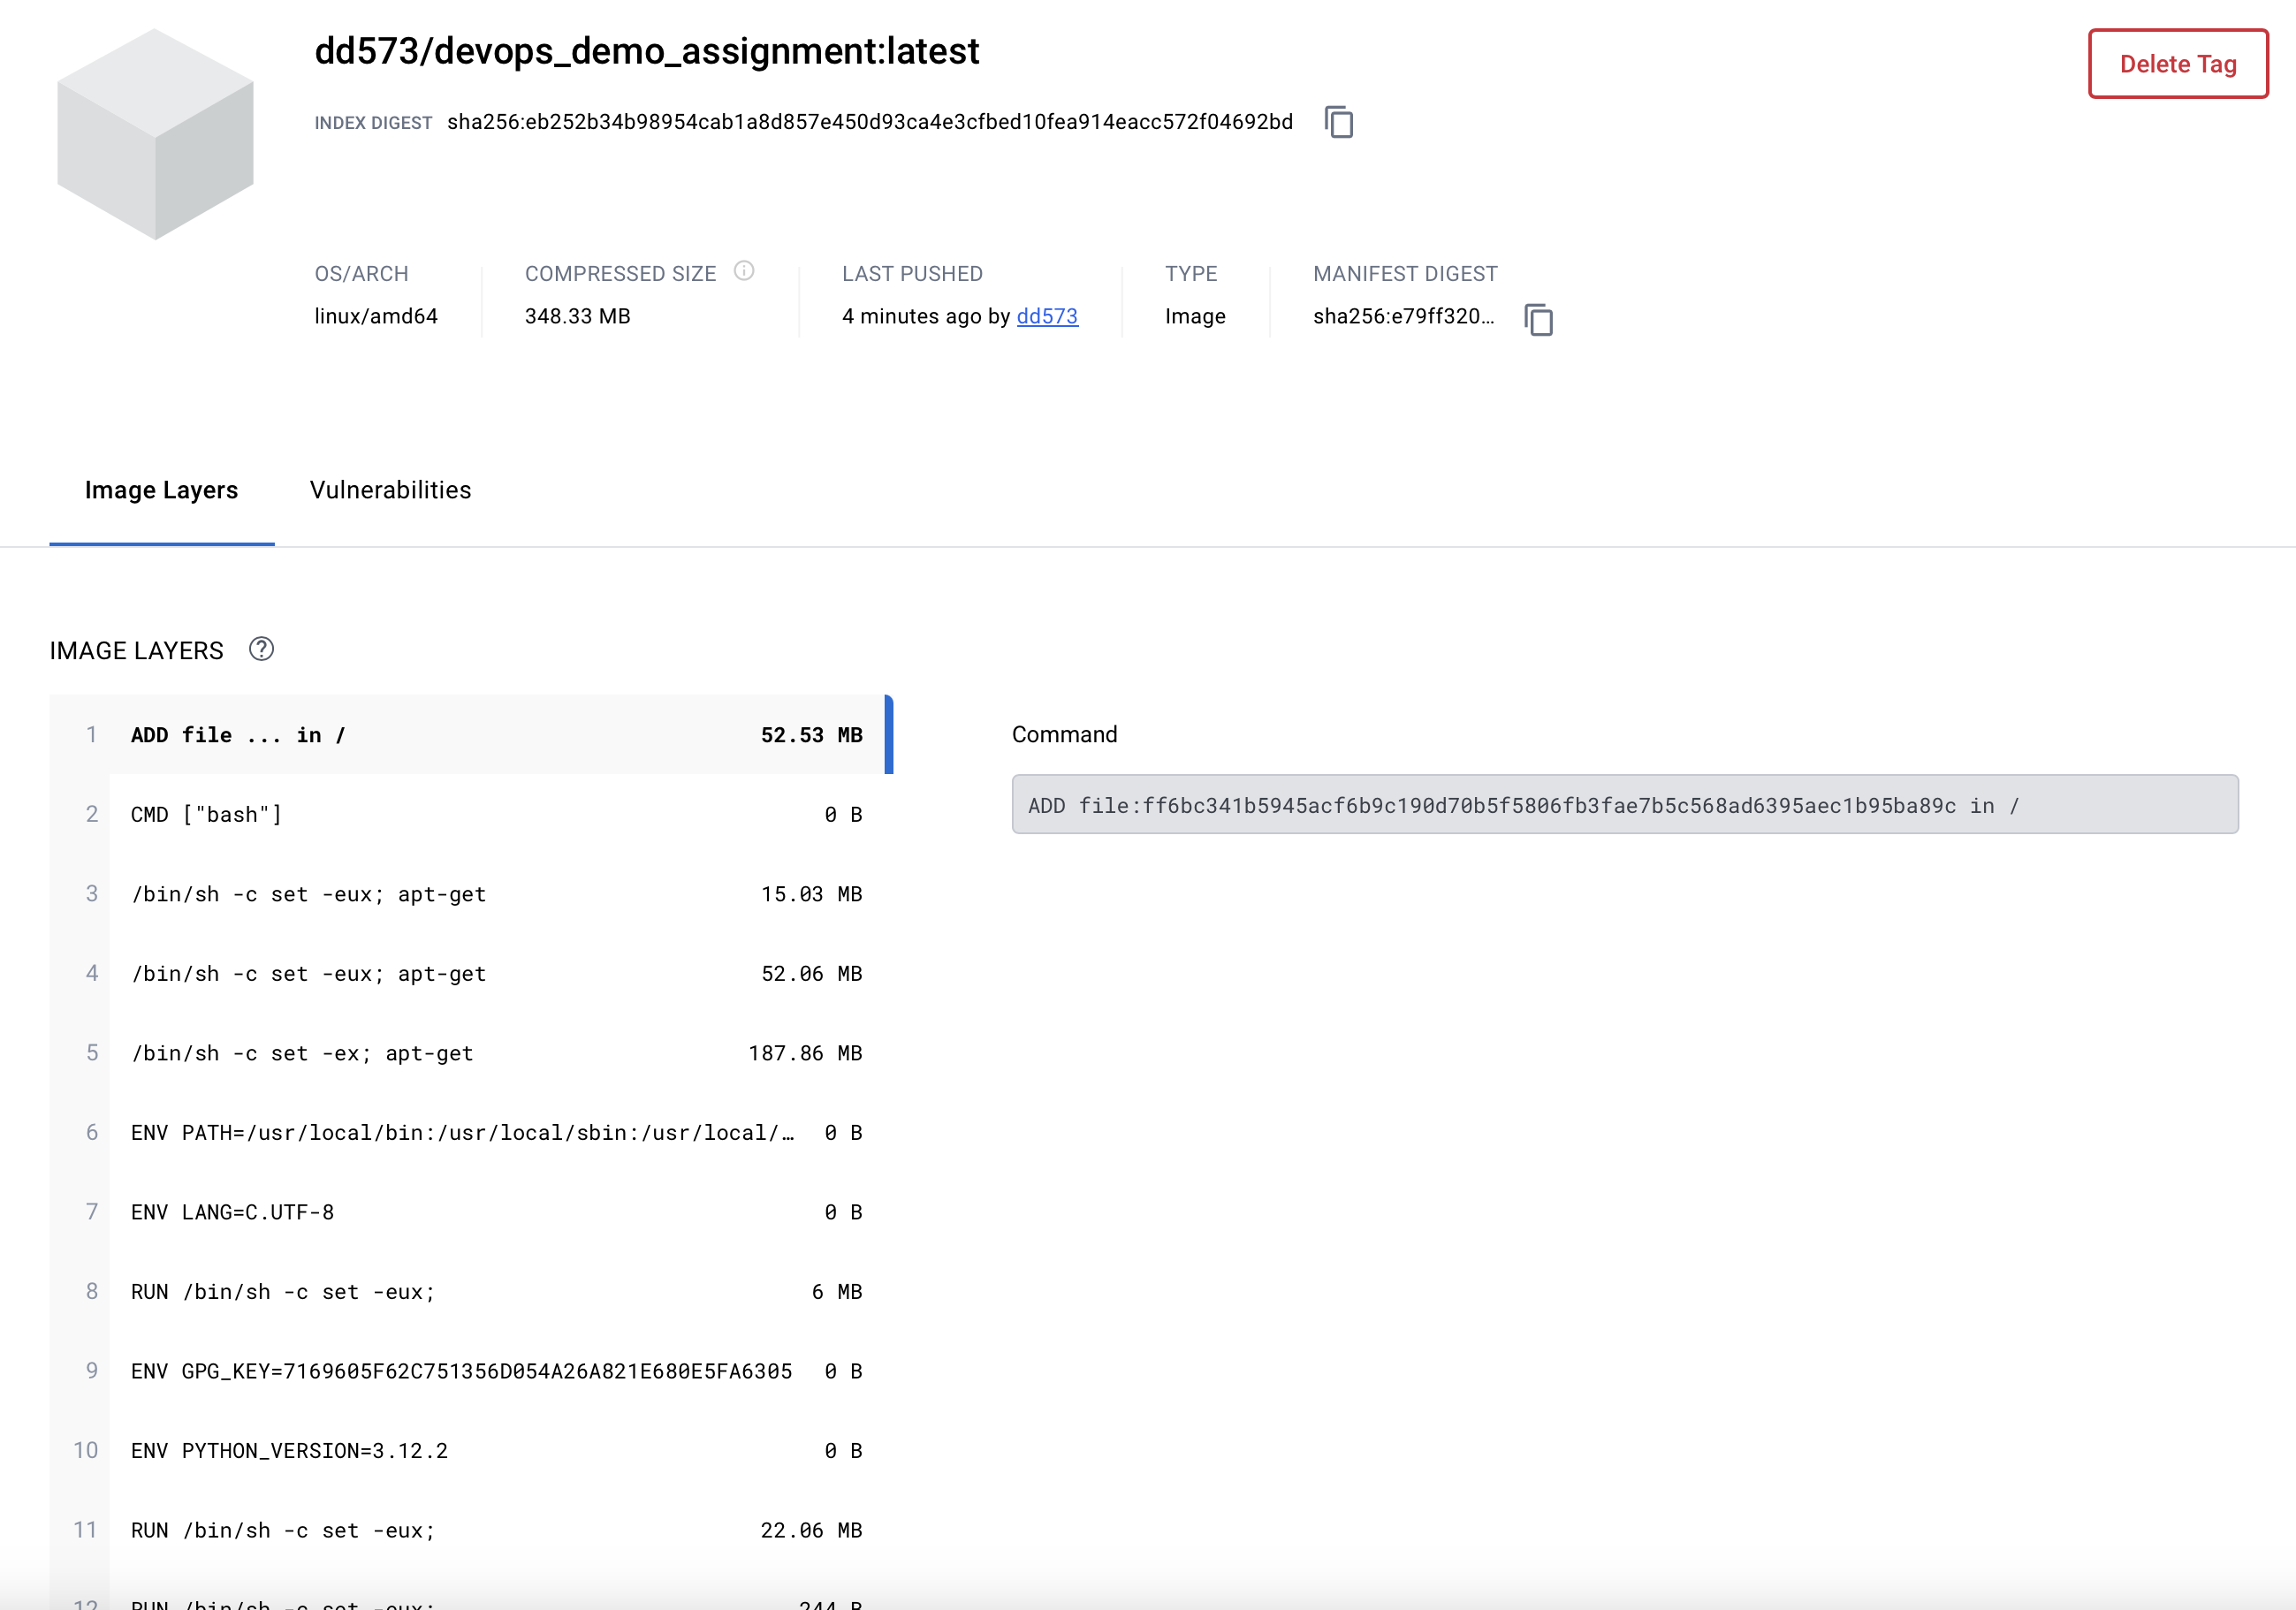 dd573/devops_demo_assignment:latest
Delete Tag
INDEX DIGEST sha256:eb252b34b98954cab1a8d857e450d93ca4e3cfbed10fea914eacc572f04692bd
OS/ARCH
linux/amd64
COMPRESSED SIZE
348.33 MB
LAST PUSHED
4 minutes ago by dd573
TYPE
Image
MANIFEST DIGEST
sha256:e79ff320...
Image Layers
Vulnerabilities
IMAGE LAYERS
1 ADD file ... in / 52.53 MB
2 CMD ["bash"] 0 B
3 /bin/sh -c set -eux; apt-get 15.03 MB
4 /bin/sh -c set -eux; apt-get 52.06 MB
5 /bin/sh -c set -ex; apt-get 187.86 MB
6 ENV PATH=/usr/local/bin:/usr/local/sbin:/usr/local/… 0 B
7 ENV LANG=C.UTF-8 0 B
8 RUN /bin/sh -c set -eux; 6 MB
9 ENV GPG_KEY=7169605F62C751356D054A26A821E680E5FA6305 0 B
10 ENV PYTHON_VERSION=3.12.2 0 B
11 RUN /bin/sh -c set -eux; 22.06 MB
12 RUN /bin/sh -c set -eux; 244 B
Command
ADD file:ff6bc341b5945acf6b9c190d70b5f5806fb3fae7b5c568ad6395aec1b95ba89c in /